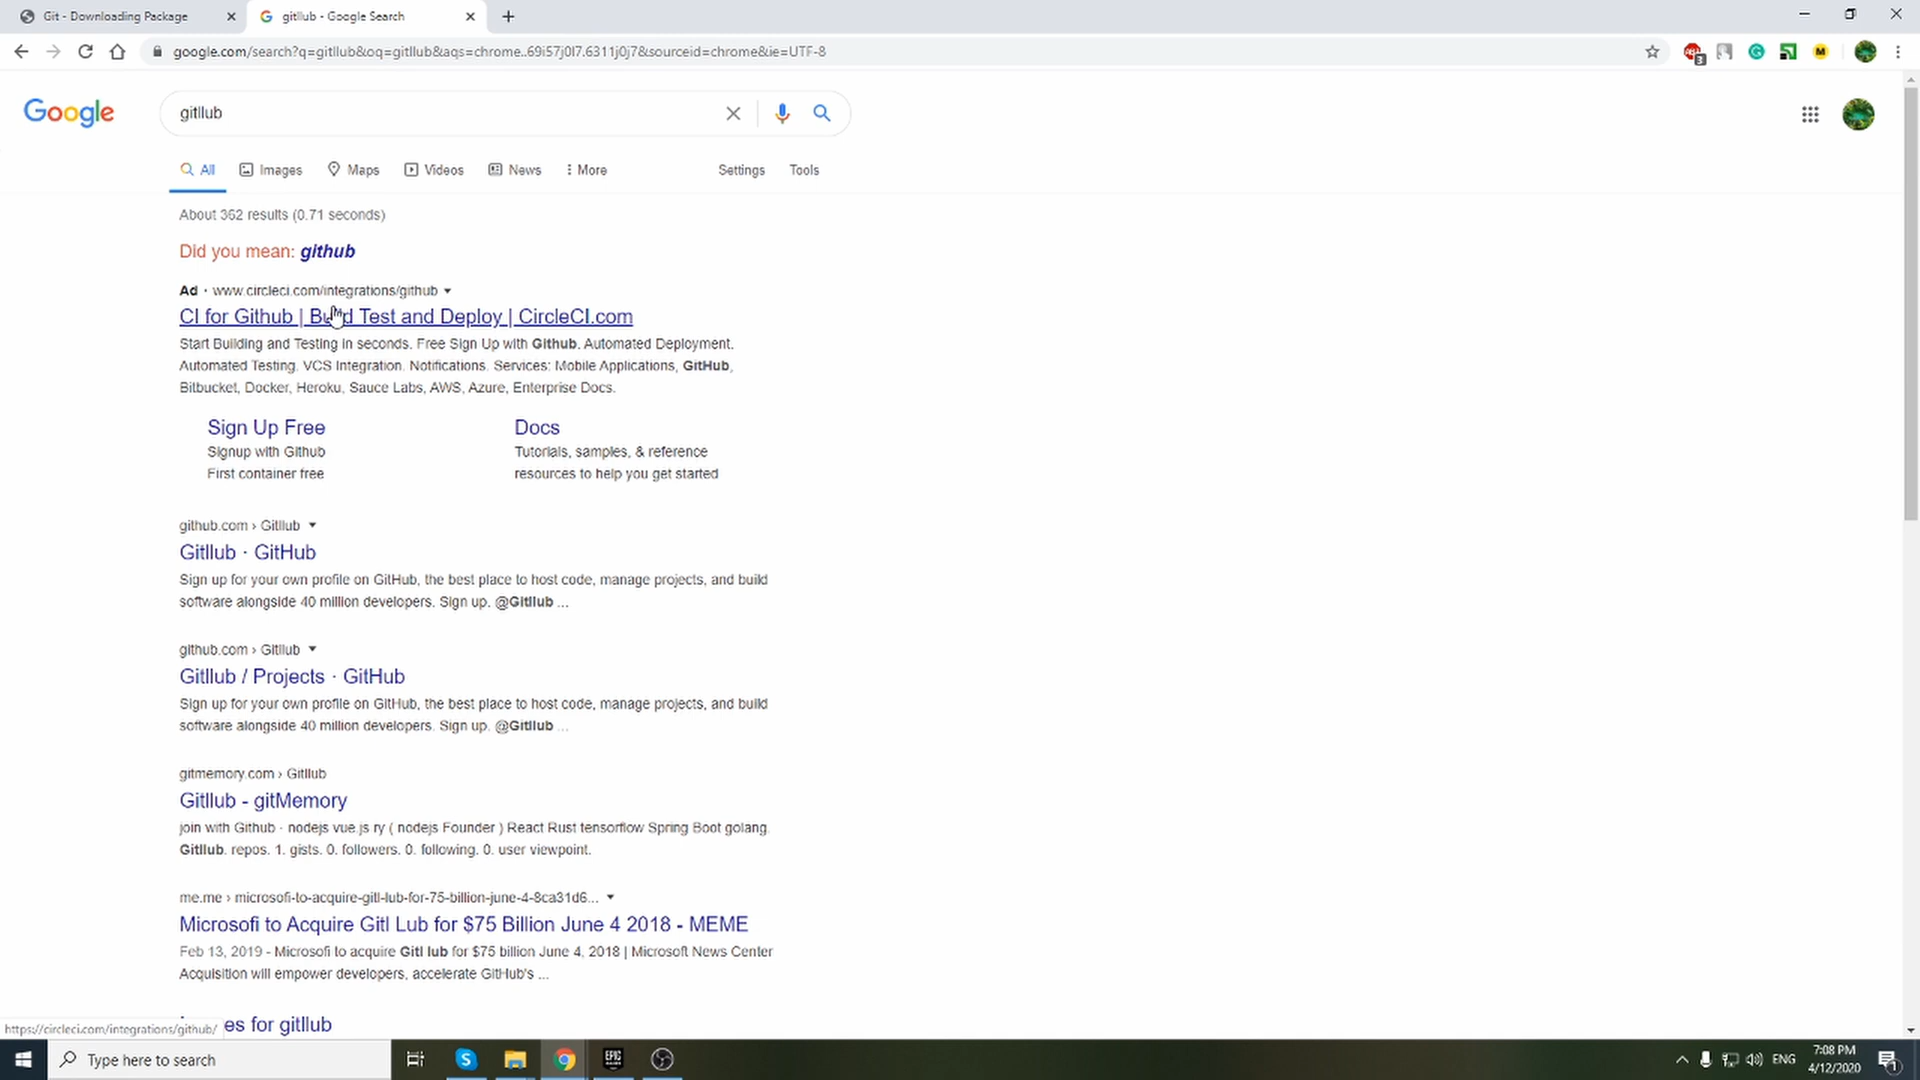 Git - Downloading Package
gitllub - Google Search
google.com/search?q=gitllub&oq=gitllub&aqs=chrome..69i57j0l7.6311j0j7&sourceid=chrome&ie=UTF-8
3
M
Google
gitllub
All
Images
Maps
Videos
News
More
Settings
Tools
About 362 results (0.71 seconds)
Did you mean: github
Ad · www.circleci.com/integrations/github
CI for Github | Build Test and Deploy | CircleCI.com
Start Building and Testing in seconds. Free Sign Up with Github. Automated Deployment.
Automated Testing. VCS Integration. Notifications. Services: Mobile Applications, GitHub,
Bitbucket, Docker, Heroku, Sauce Labs, AWS, Azure, Enterprise Docs.
Sign Up Free
Signup with Github
First container free
Docs
Tutorials, samples, & reference
resources to help you get started
github.com › Gitllub
Gitllub · GitHub
Sign up for your own profile on GitHub, the best place to host code, manage projects, and build
software alongside 40 million developers. Sign up. @Gitllub ...
github.com › Gitllub
Gitllub / Projects · GitHub
Sign up for your own profile on GitHub, the best place to host code, manage projects, and build
software alongside 40 million developers. Sign up. @Gitllub ...
gitmemory.com › Gitllub
Gitllub - gitMemory
join with Github · nodejs vue.js ry ( nodejs Founder ) React Rust tensorflow Spring Boot golang.
Gitllub. repos. 1. gists. 0. followers. 0. following. 0. user viewpoint.
me.me › microsofi-to-acquire-gitl-lub-for-75-billion-june-4-8ca31d6...
Microsofi to Acquire Gitl Lub for $75 Billion June 4 2018 - MEME
Feb 13, 2019 - Microsofi to acquire Gitl lub for $75 billion June 4, 2018 | Microsoft News Center
Acquisition will empower developers, accelerate GitHub's ...
es for gitllub
https://circleci.com/integrations/github/
Type here to search
EPIC
ENG
7:08 PM
4/12/2020
1